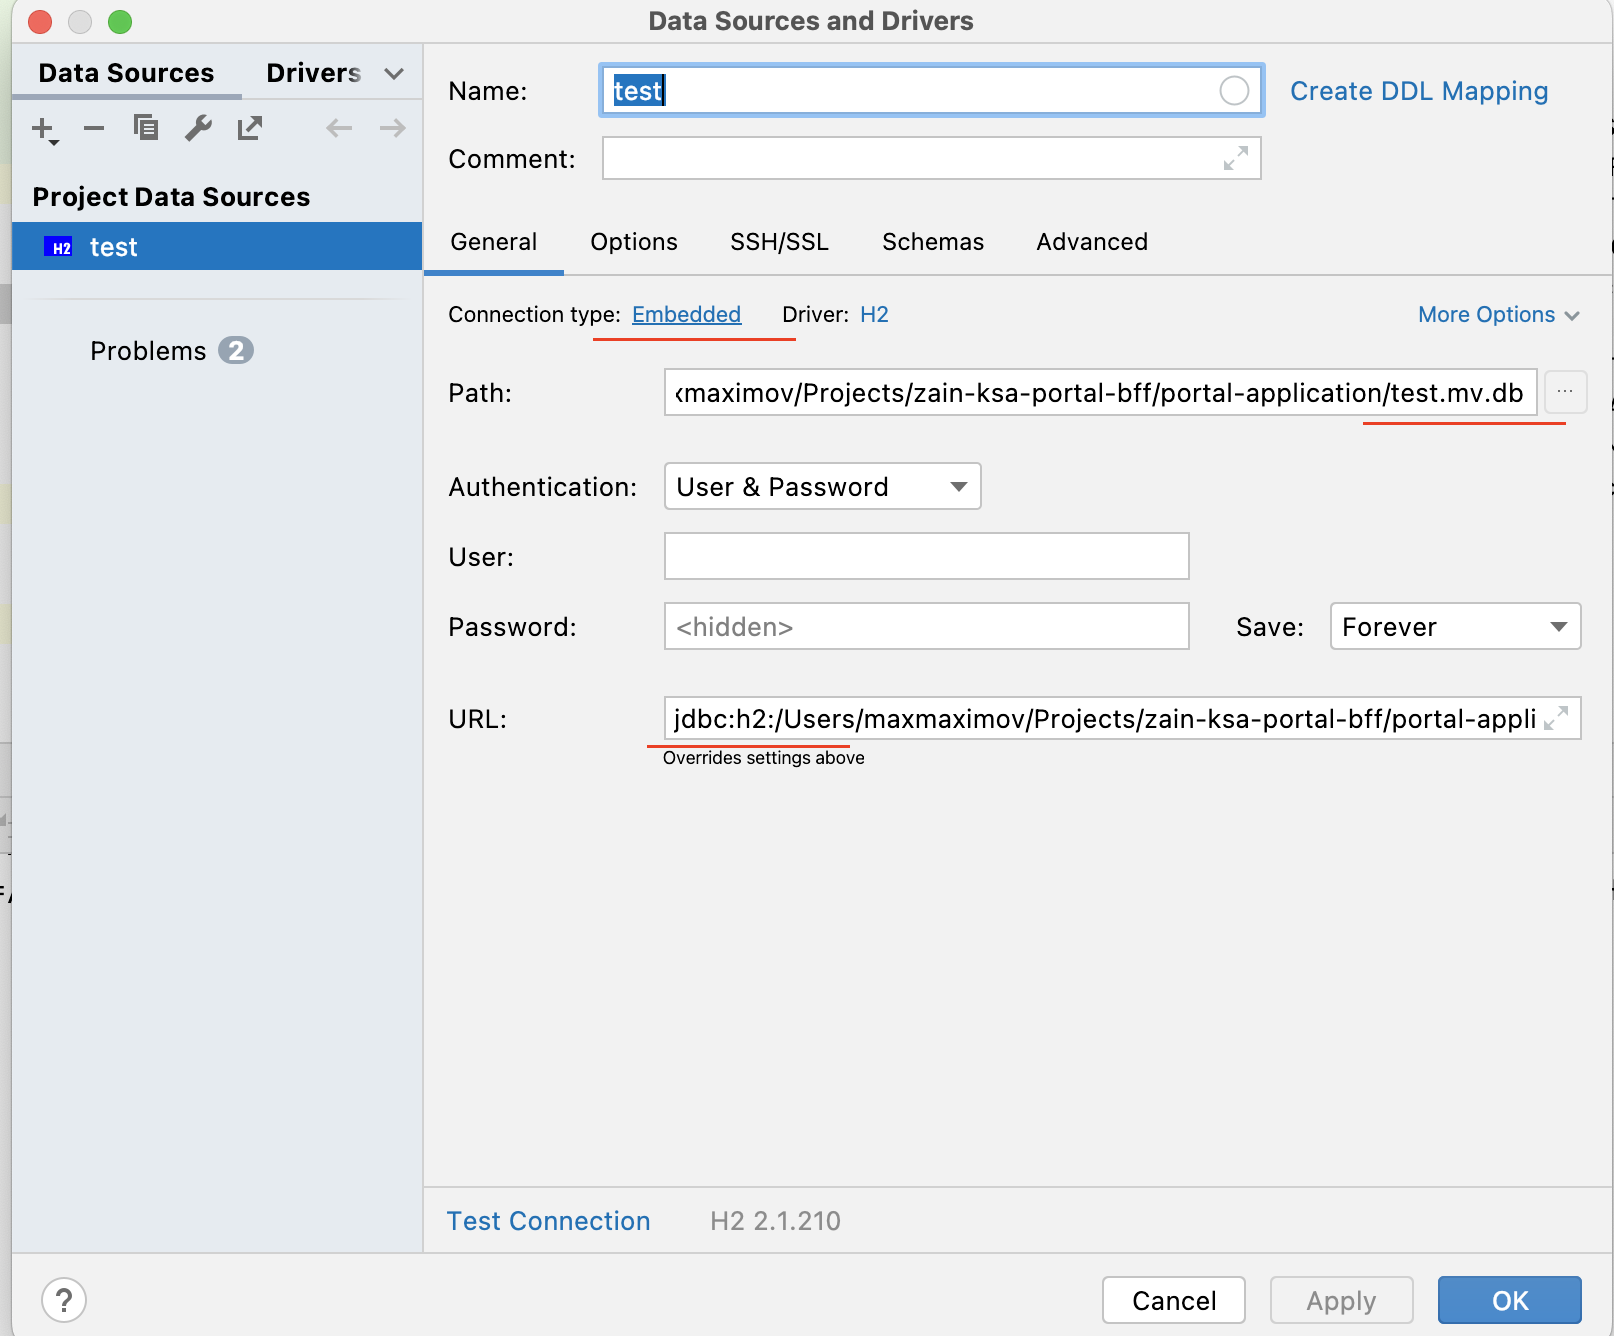 Data Sources and Drivers
Data Sources Drivers
Name: test Create DDL Mapping
Comment:
Project Data Sources
H2 test
Problems 2
General Options SSH/SSL Schemas Advanced
Connection type: Embedded Driver: H2 More Options
Path: xmaximov/Projects/zain-ksa-portal-bff/portal-application/test.mv.db ...
Authentication: User & Password
User:
Password: <hidden> Save: Forever
URL: jdbc:h2:/Users/maxmaximov/Projects/zain-ksa-portal-bff/portal-appli
Overrides settings above
Test Connection H2 2.1.210
? Cancel Apply OK